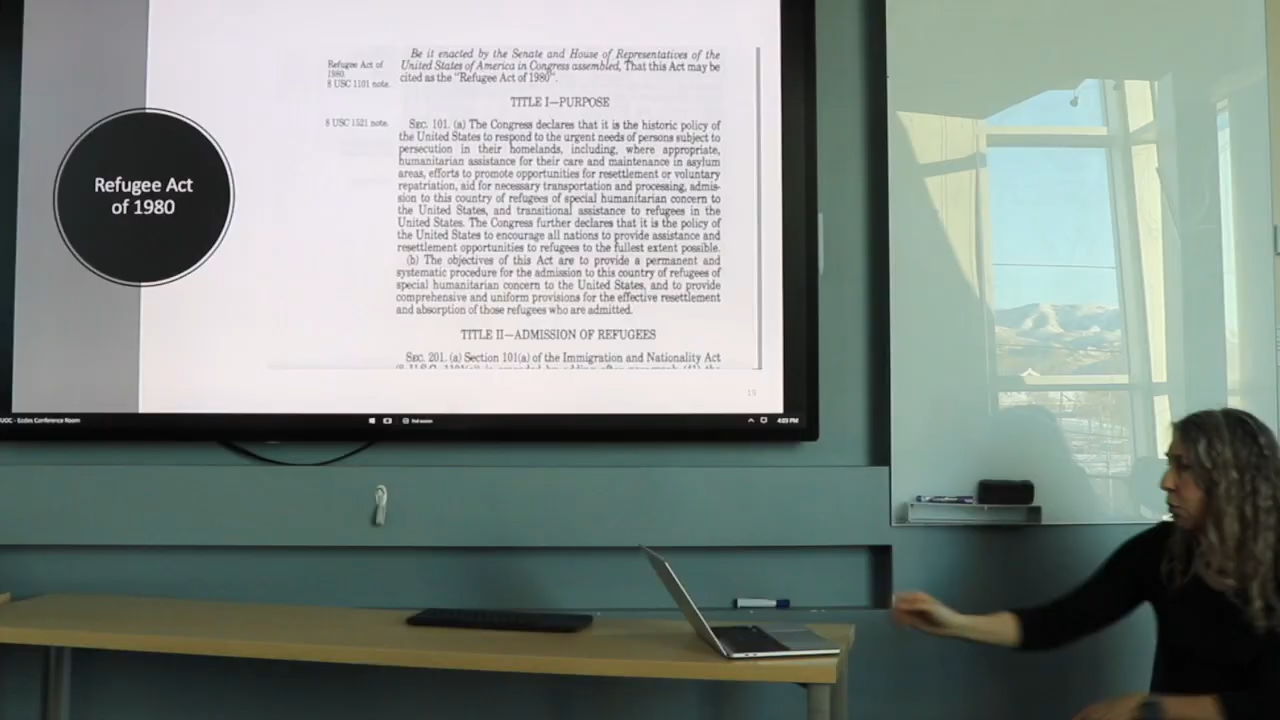 Refugee Act
of 1980
Refugee Act of
1980.
8 USC 1101 note.
Be it enacted by the Senate and House of Representatives of the
United States of America in Congress assembled, That this Act may be
cited as the "Refugee Act of 1980".
TITLE I—PURPOSE
8 USC 1521 note.
SEC. 101. (a) The Congress declares that it is the historic policy of
the United States to respond to the urgent needs of persons subject to
persecution in their homelands, including, where appropriate,
humanitarian assistance for their care and maintenance in asylum
areas, efforts to promote opportunities for resettlement or voluntary
repatriation, aid for necessary transportation and processing, admis-
sion to this country of refugees of special humanitarian concern to
the United States, and transitional assistance to refugees in the
United States. The Congress further declares that it is the policy of
the United States to encourage all nations to provide assistance and
resettlement opportunities to refugees to the fullest extent possible.
(b) The objectives of this Act are to provide a permanent and
systematic procedure for the admission to this country of refugees of
special humanitarian concern to the United States, and to provide
comprehensive and uniform provisions for the effective resettlement
and absorption of those refugees who are admitted.
TITLE II—ADMISSION OF REFUGEES
SEC. 201. (a) Section 101(a) of the Immigration and Nationality Act
19
UOC - Eccles Conference Room
End session
4:03 PM